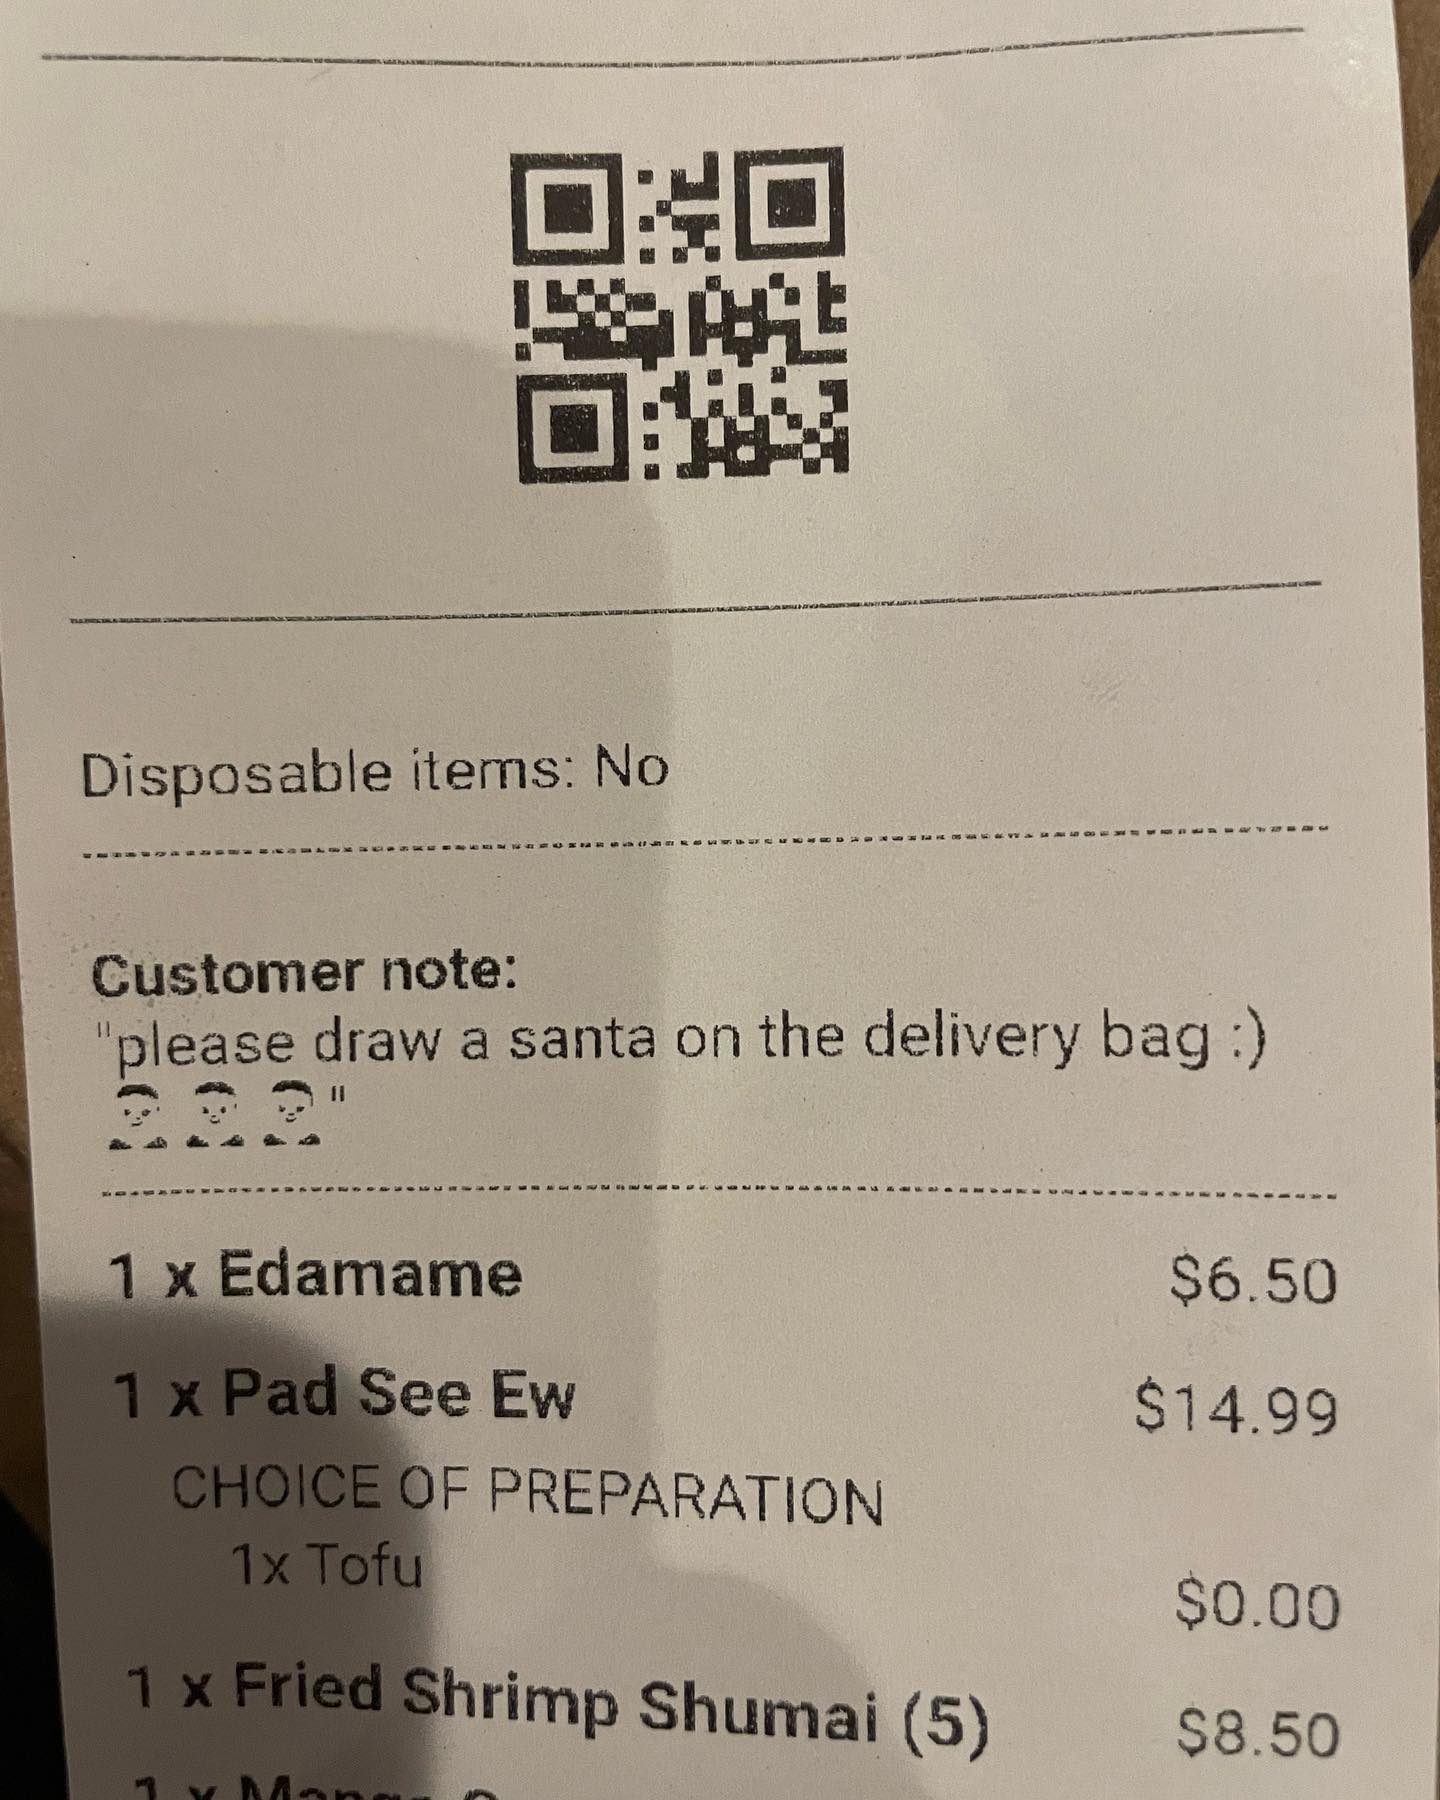 Disposable items: No
Customer note:
"please draw a santa on the delivery bag :)
"
1 x Edamame $6.50
1 x Pad See Ew $14.99
CHOICE OF PREPARATION
1x Tofu $0.00
1 x Fried Shrimp Shumai (5) $8.50
1 x